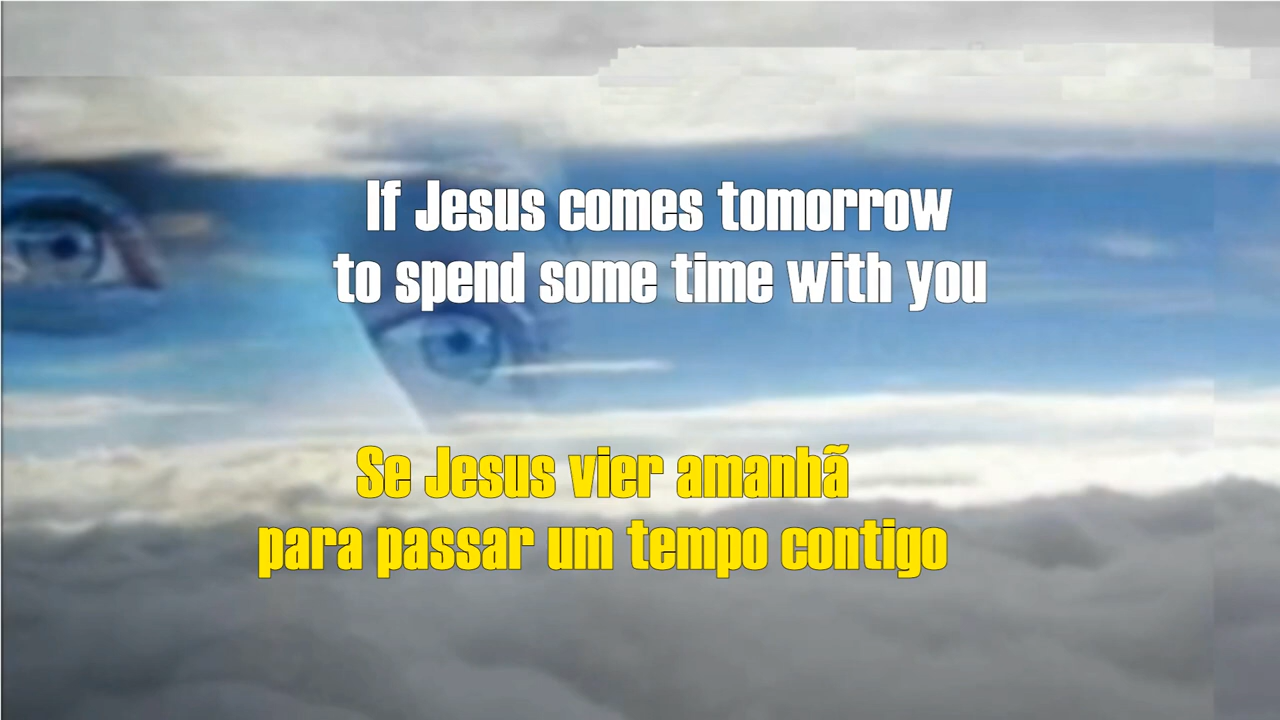 If Jesus comes tomorrow
to spend some time with you
Se Jesus vier amanhã
para passar um tempo contigo